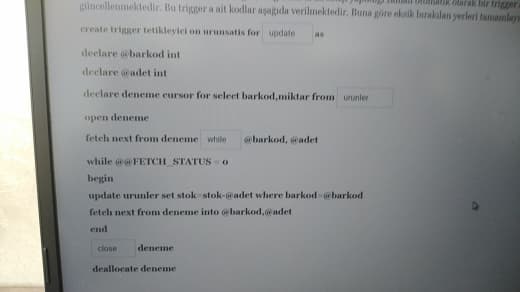 güncellenmektedir. Bu trigger a ait kodlar aşağıda verilmektedir. Buna göre eksik bırakılan yerleri tamamlayı
create trigger tetikleyici on urunsatis for update as
declare @barkod int
declare @adet int
declare deneme cursor for select barkod,miktar from urunler
open deneme
fetch next from deneme while @barkod, @adet
while @@FETCH_STATUS = 0
begin
update urunler set stok=stok-@adet where barkod=@barkod
fetch next from deneme into @barkod,@adet
end
close deneme
deallocate deneme